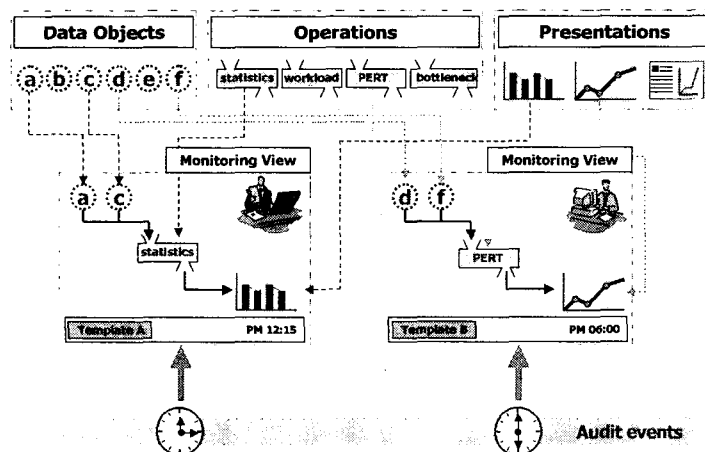 Data Objects
Operations
Presentations
a b c d e f
statistics
workload
PERT
bottleneck
Monitoring View
Monitoring View
a c
d f
statistics
PERT
Template A
PM 12:15
Template B
PM 06:00
Audit events